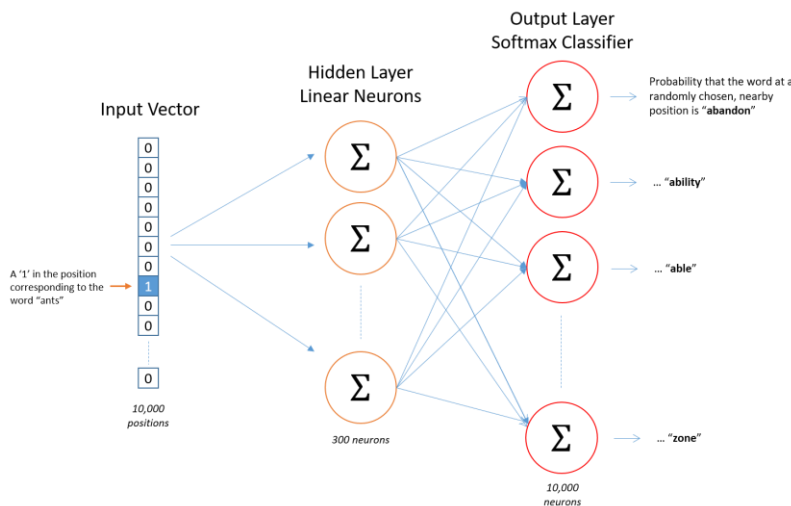 Output Layer
Softmax Classifier
Hidden Layer
Linear Neurons
Input Vector
0
0
0
0
0
0
0
1
0
0
0
A '1' in the position
corresponding to the
word "ants"
10,000
positions
Σ
Σ
Σ
300 neurons
Σ
Σ
Σ
Σ
10,000
neurons
Probability that the word at a
randomly chosen, nearby
position is "abandon"
... "ability"
... "able"
... "zone"